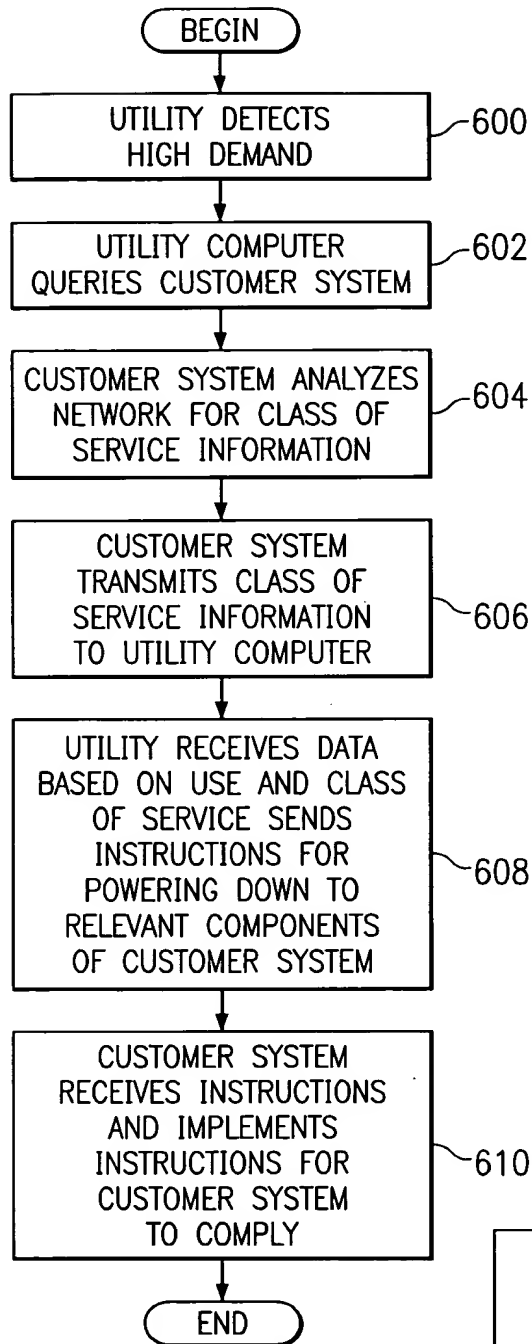 BEGIN
UTILITY DETECTS
HIGH DEMAND
600
UTILITY COMPUTER
QUERIES CUSTOMER SYSTEM
602
CUSTOMER SYSTEM ANALYZES
NETWORK FOR CLASS OF
SERVICE INFORMATION
604
CUSTOMER SYSTEM
TRANSMITS CLASS OF
SERVICE INFORMATION
TO UTILITY COMPUTER
606
UTILITY RECEIVES DATA
BASED ON USE AND CLASS
OF SERVICE SENDS
INSTRUCTIONS FOR
POWERING DOWN TO
RELEVANT COMPONENTS
OF CUSTOMER SYSTEM
608
CUSTOMER SYSTEM
RECEIVES INSTRUCTIONS
AND IMPLEMENTS
INSTRUCTIONS FOR
CUSTOMER SYSTEM
TO COMPLY
610
END